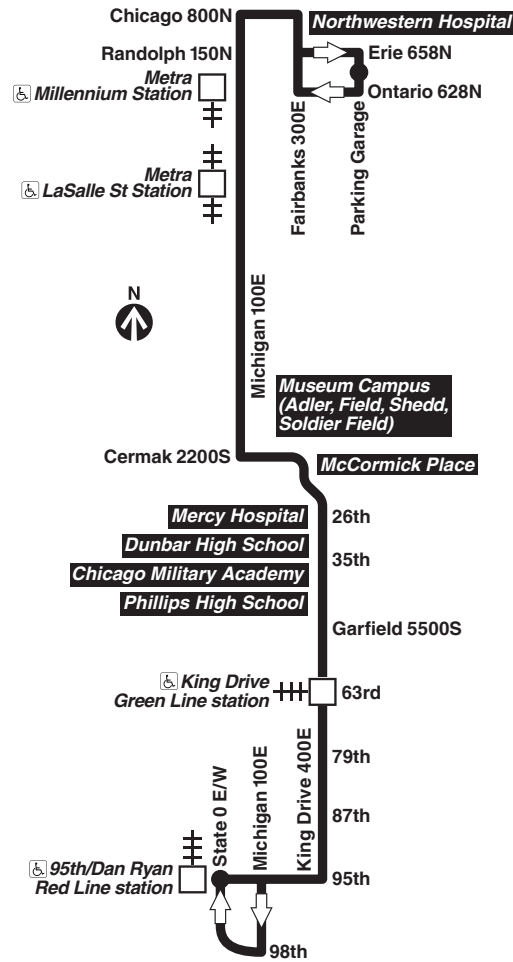 Chicago 800N
Northwestern Hospital
Randolph 150N
Erie 658N
Metra
Millennium Station
Ontario 628N
Fairbanks 300E
Parking Garage
Metra
LaSalle St Station
N
Michigan 100E
Museum Campus
(Adler, Field, Shedd,
Soldier Field)
Cermak 2200S
McCormick Place
Mercy Hospital
26th
Dunbar High School
35th
Chicago Military Academy
Phillips High School
Garfield 5500S
King Drive
Green Line station
63rd
State 0 E/W
Michigan 100E
King Drive 400E
79th
87th
95th/Dan Ryan
Red Line station
95th
98th